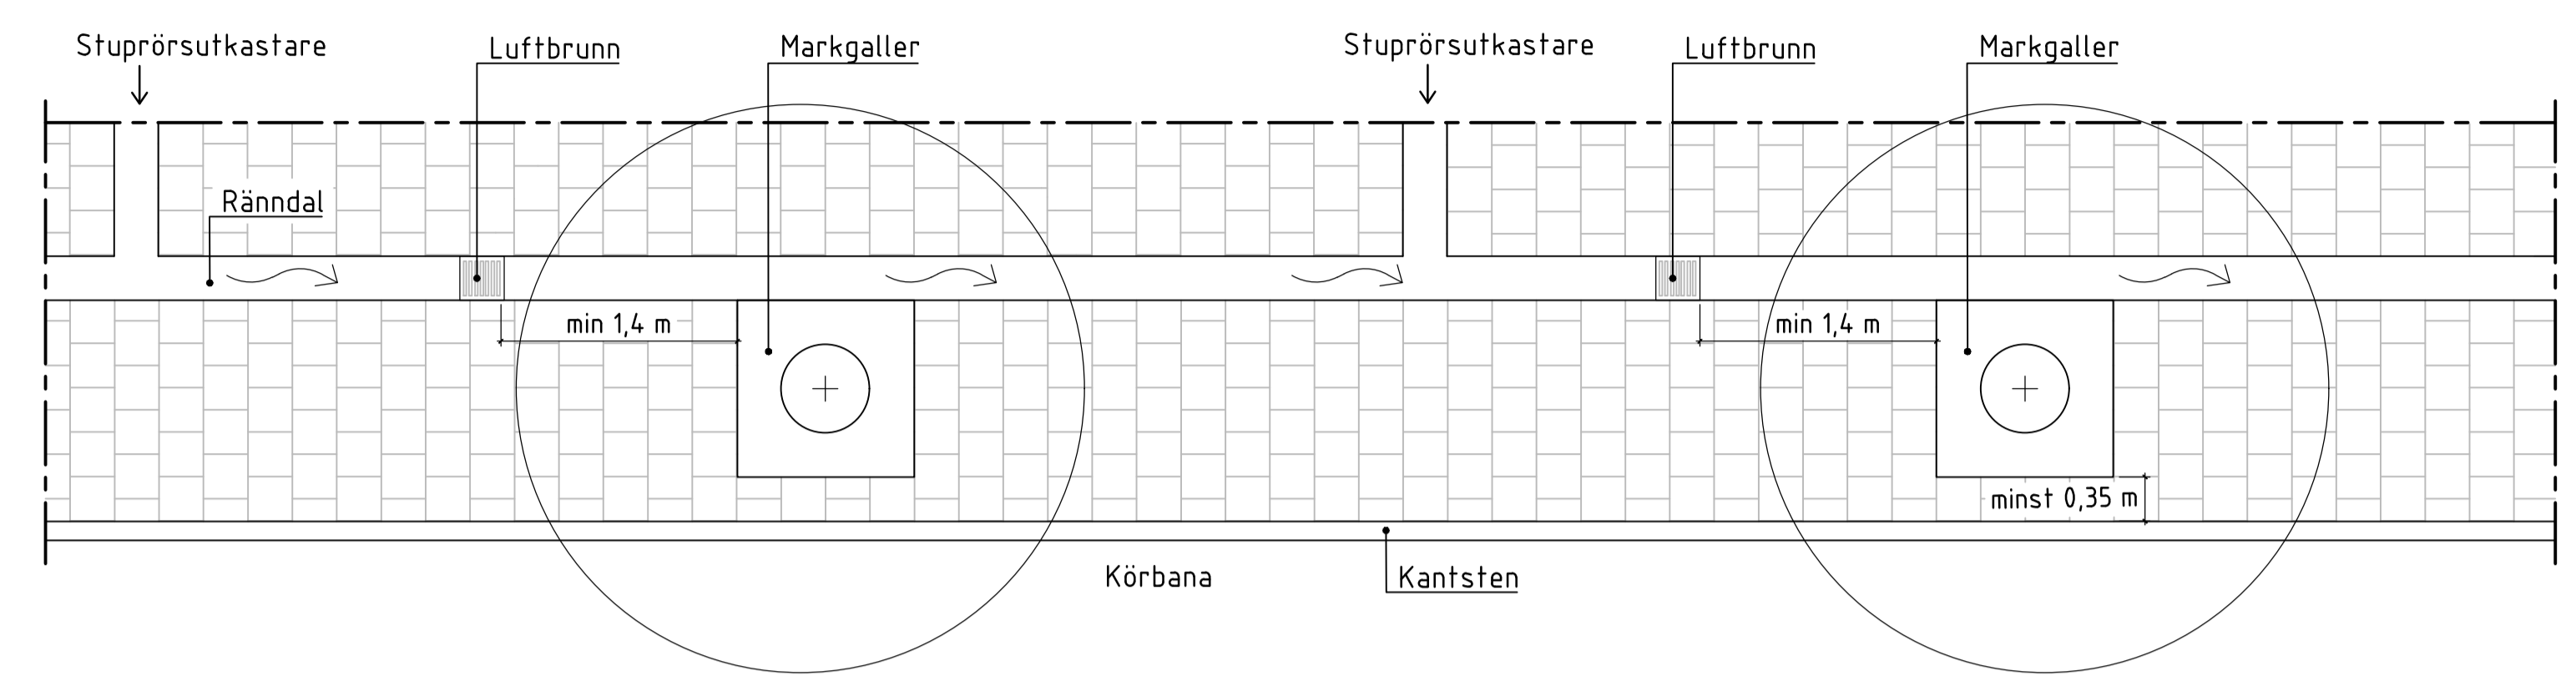 Stuprörsutkastare
Luftbrunn
Markgaller
Stuprörsutkastare
Luftbrunn
Markgaller
Ränndal
min 1,4 m
min 1,4 m
minst 0,35 m
Körbana
Kantsten